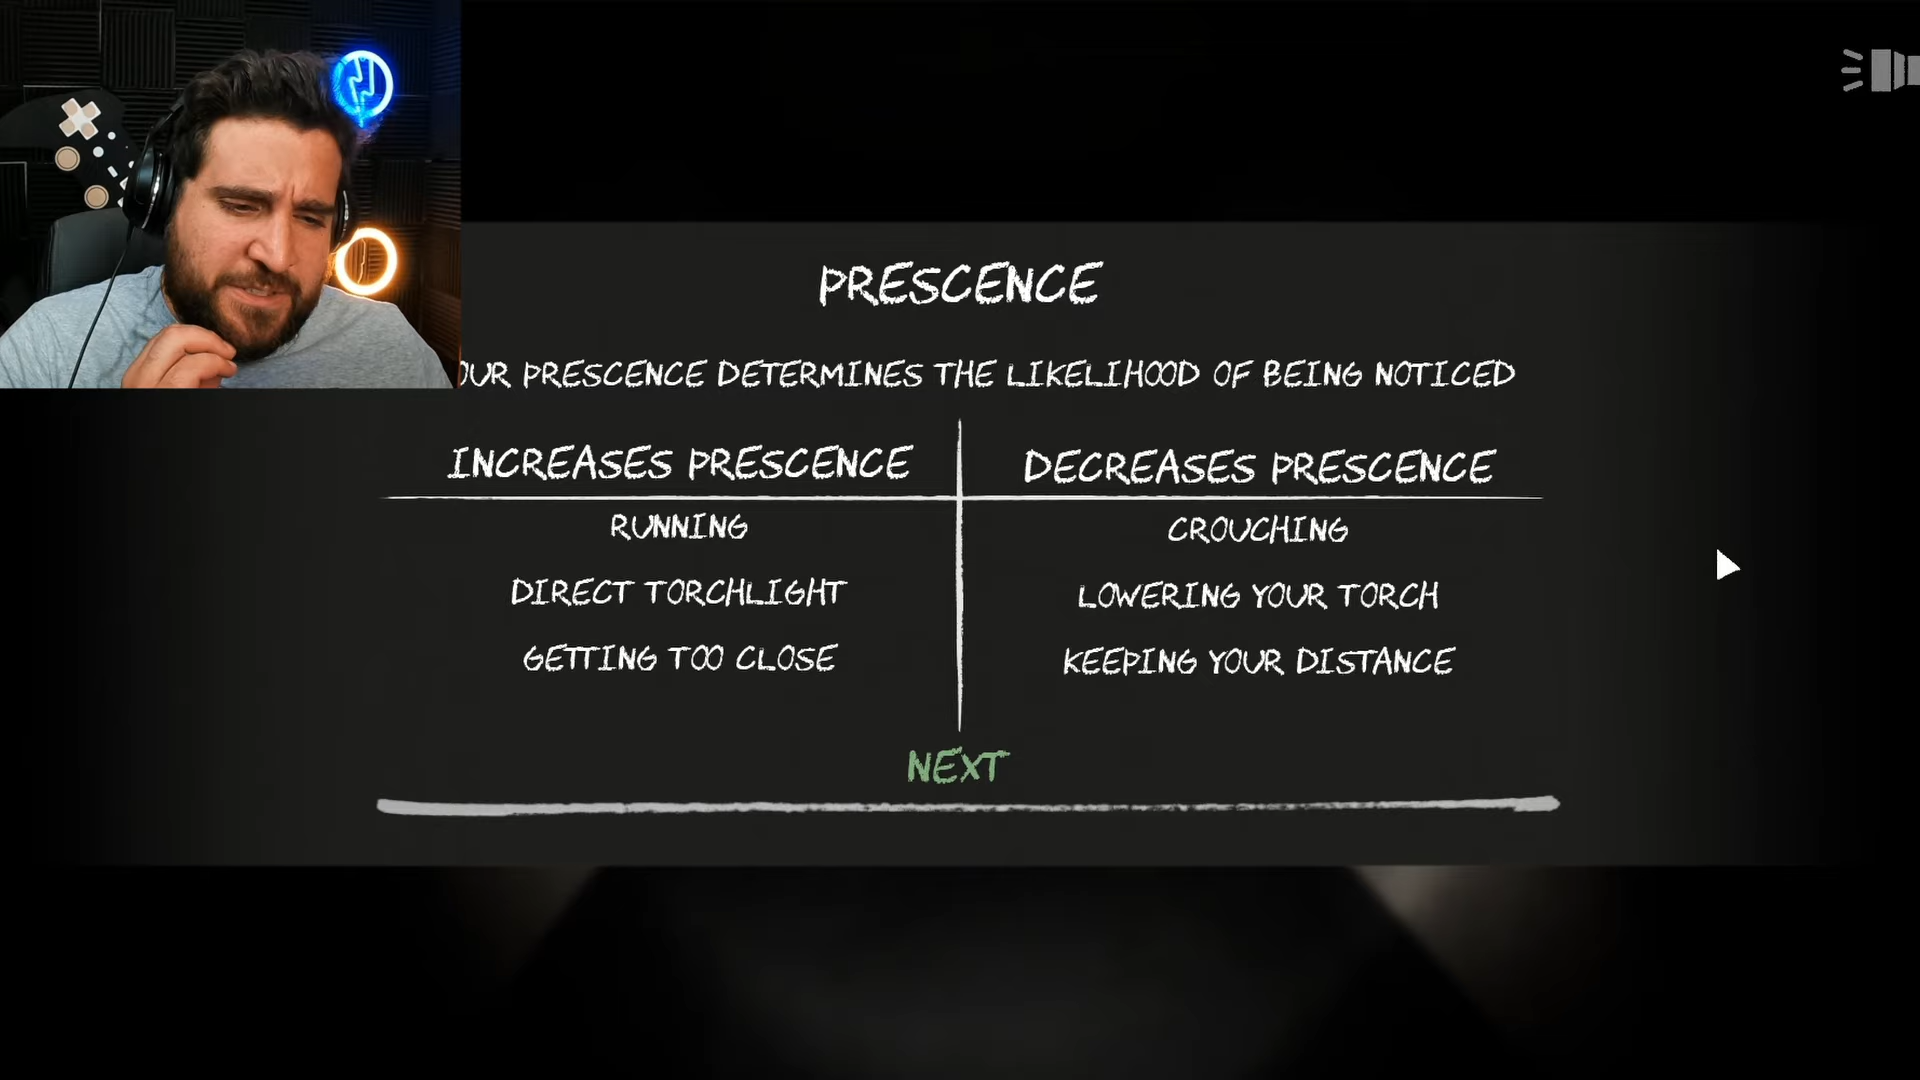 PRESCENCE
OUR PRESCENCE DETERMINES THE LIKELIHOOD OF BEING NOTICED
INCREASES PRESCENCE
DECREASES PRESCENCE
RUNNING
CROUCHING
DIRECT TORCHLIGHT
LOWERING YOUR TORCH
GETTING TOO CLOSE
KEEPING YOUR DISTANCE
NEXT